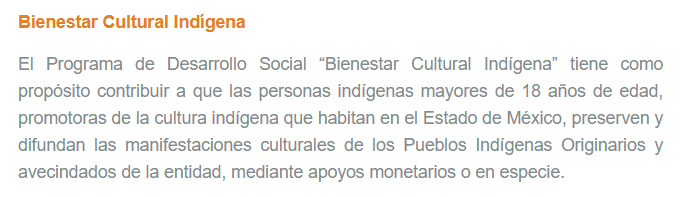 Bienestar Cultural Indígena
El Programa de Desarrollo Social “Bienestar Cultural Indígena” tiene como
propósito contribuir a que las personas indígenas mayores de 18 años de edad,
promotoras de la cultura indígena que habitan en el Estado de México, preserven y
difundan las manifestaciones culturales de los Pueblos Indígenas Originarios y
avecindados de la entidad, mediante apoyos monetarios o en especie.